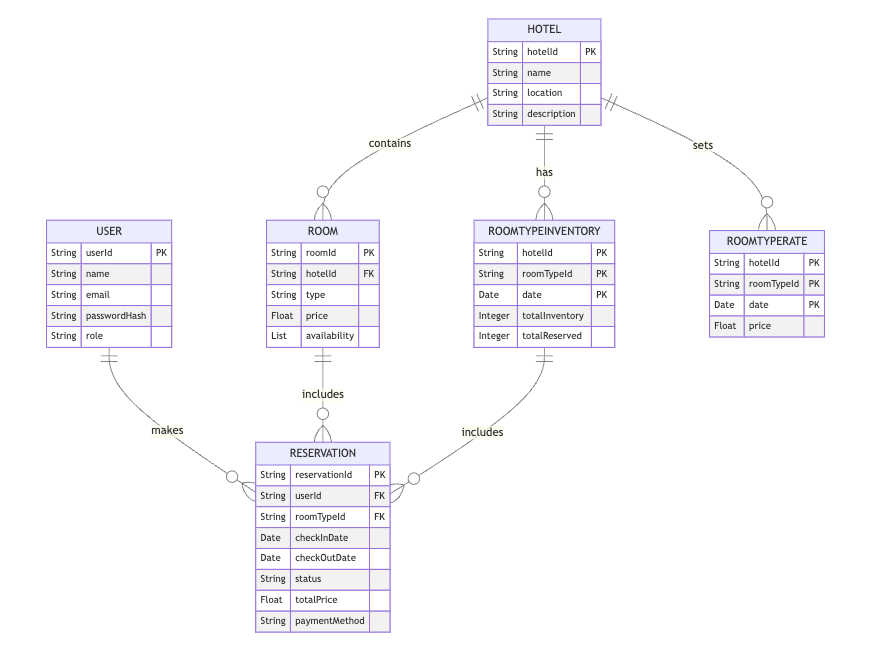 HOTEL
String hotelId PK
String name
String location
String description
contains
has
sets
USER
String userId PK
String name
String email
String passwordHash
String role
ROOM
String roomId PK
String hotelId FK
String type
Float price
List availability
ROOMTYPEINVENTORY
String hotelId PK
String roomTypeId PK
Date date PK
Integer totalInventory
Integer totalReserved
ROOMTYPERATE
String hotelId PK
String roomTypeId PK
Date date PK
Float price
makes
includes
includes
RESERVATION
String reservationId PK
String userId FK
String roomTypeId FK
Date checkInDate
Date checkOutDate
String status
Float totalPrice
String paymentMethod